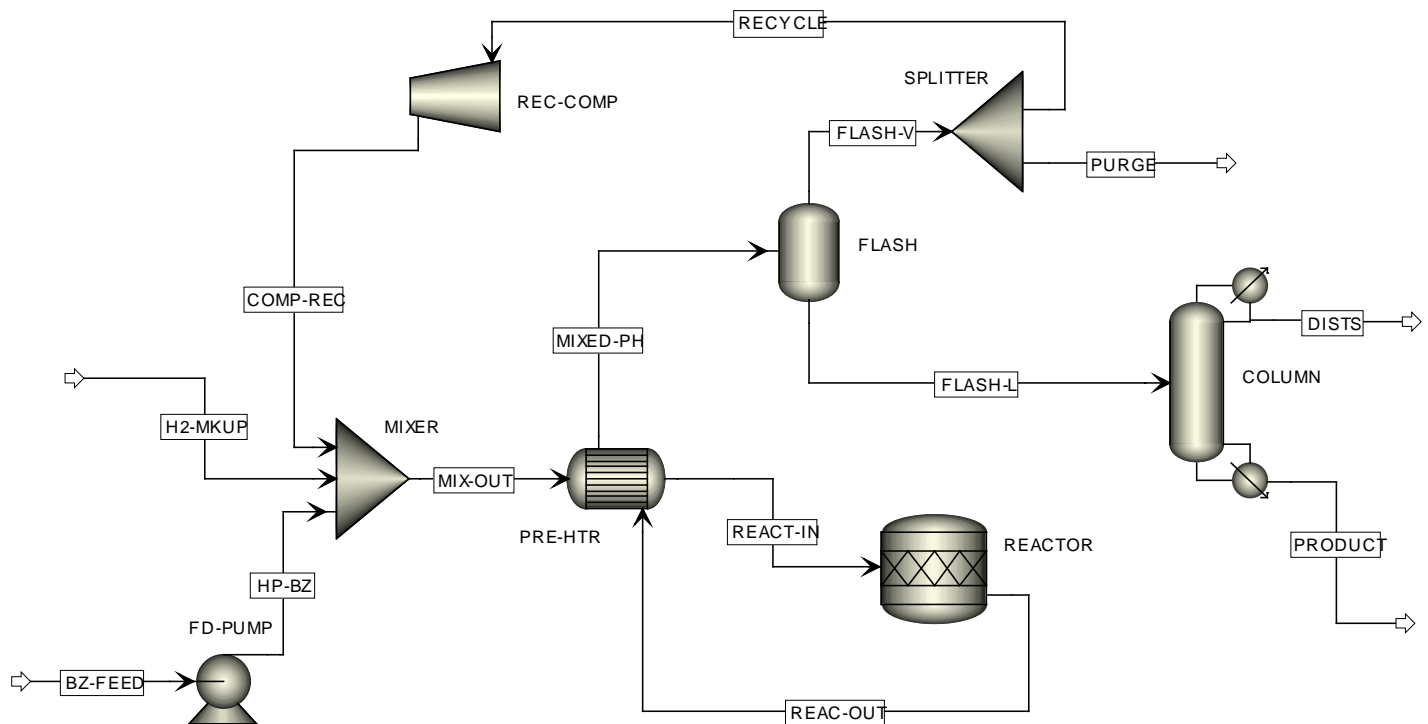 RECYCLE
SPLITTER
REC-COMP
FLASH-V
PURGE
FLASH
COMP-REC
DISTS
MIXED-PH
COLUMN
FLASH-L
H2-MKUP
MIXER
MIX-OUT
REACT-IN
PRE-HTR
REACTOR
PRODUCT
HP-BZ
FD-PUMP
BZ-FEED
REAC-OUT